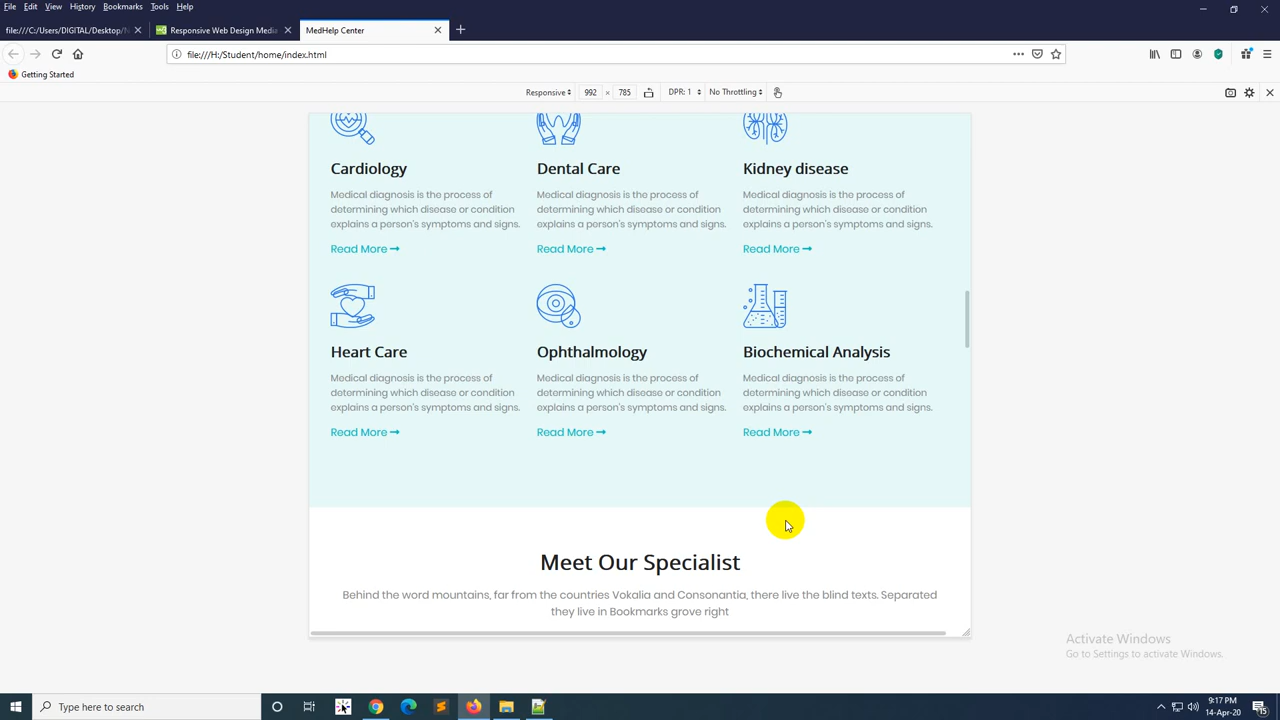 File Edit View History Bookmarks Tools Help
file:///C:/Users/DIGITAL/Desktop/N
Responsive Web Design Media
MedHelp Center
file:///H:/Student/home/index.html
Getting Started
Responsive 992 × 785 DPR: 1 No Throttling
Cardiology
Medical diagnosis is the process of
determining which disease or condition
explains a person's symptoms and signs.
Read More
Dental Care
Medical diagnosis is the process of
determining which disease or condition
explains a person's symptoms and signs.
Read More
Kidney disease
Medical diagnosis is the process of
determining which disease or condition
explains a person's symptoms and signs.
Read More
Heart Care
Medical diagnosis is the process of
determining which disease or condition
explains a person's symptoms and signs.
Read More
Ophthalmology
Medical diagnosis is the process of
determining which disease or condition
explains a person's symptoms and signs.
Read More
Biochemical Analysis
Medical diagnosis is the process of
determining which disease or condition
explains a person's symptoms and signs.
Read More
Meet Our Specialist
Behind the word mountains, far from the countries Vokalia and Consonantia, there live the blind texts. Separated
they live in Bookmarks grove right
Activate Windows
Go to Settings to activate Windows.
Type here to search
9:17 PM
14-Apr-20
15